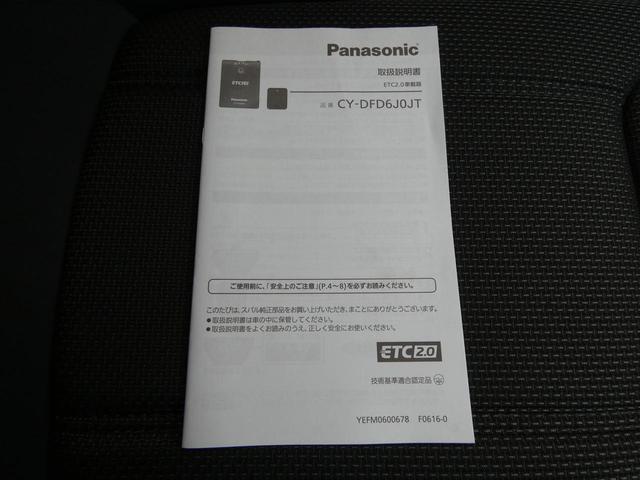 Panasonic
取扱説明書
ETC2.0車載器
品番 CY-DFD6J0JT
ETC2.0
Panasonic
ご使用前に、「安全上のご注意」(P.4～8)を必ずお読みください。
このたびは、スバル純正部品をお買い上げいただき、まことにありがとうございます。
●取扱説明書は車の中に保管してください。
●取扱説明書をよくお読みのうえ、正しく安全にお使いください。
ETC2.0
技術基準適合認定品
YEFM0600678 F0616-0